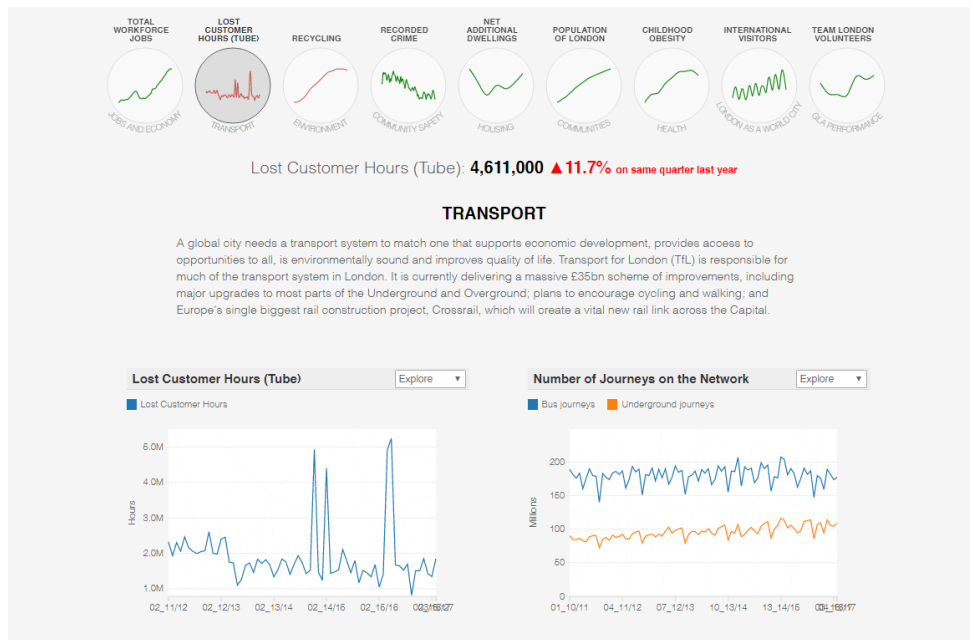 TOTAL
WORKFORCE
JOBS
LOST
CUSTOMER
HOURS (TUBE)
RECYCLING
RECORDED
CRIME
NET
ADDITIONAL
DWELLINGS
POPULATION
OF LONDON
CHILDHOOD
OBESITY
INTERNATIONAL
VISITORS
TEAM LONDON
VOLUNTEERS
JOBS AND ECONOMY
TRANSPORT
ENVIRONMENT
COMMUNITY SAFETY
HOUSING
COMMUNITIES
HEALTH
LONDON AS A WORLD CITY
GLA PERFORMANCE
Lost Customer Hours (Tube): 4,611,000 ▲11.7% on same quarter last year
TRANSPORT
A global city needs a transport system to match one that supports economic development, provides access to
opportunities to all, is environmentally sound and improves quality of life. Transport for London (TfL) is responsible for
much of the transport system in London. It is currently delivering a massive £35bn scheme of improvements, including
major upgrades to most parts of the Underground and Overground; plans to encourage cycling and walking; and
Europe's single biggest rail construction project, Crossrail, which will create a vital new rail link across the Capital.
Lost Customer Hours (Tube)
Explore ▼
Lost Customer Hours
6.0M
4.0M
3.0M
2.0M
1.0M
Hours
02_11/12 02_12/13 02_13/14 02_14/15 02_15/16
Number of Journeys on the Network
Explore ▼
Bus journeys Underground journeys
200
160
100
60
0
Millions
01_10/11 04_11/12 07_12/13 10_13/14 13_14/15